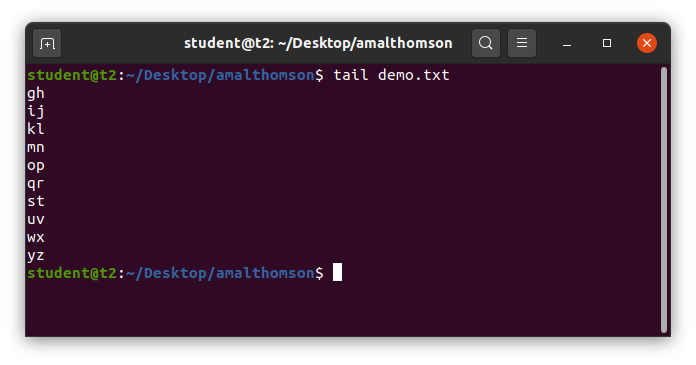 student@t2: ~/Desktop/amalthomson
student@t2:~/Desktop/amalthomson$ tail demo.txt
gh
ij
kl
mn
op
qr
st
uv
wx
yz
student@t2:~/Desktop/amalthomson$